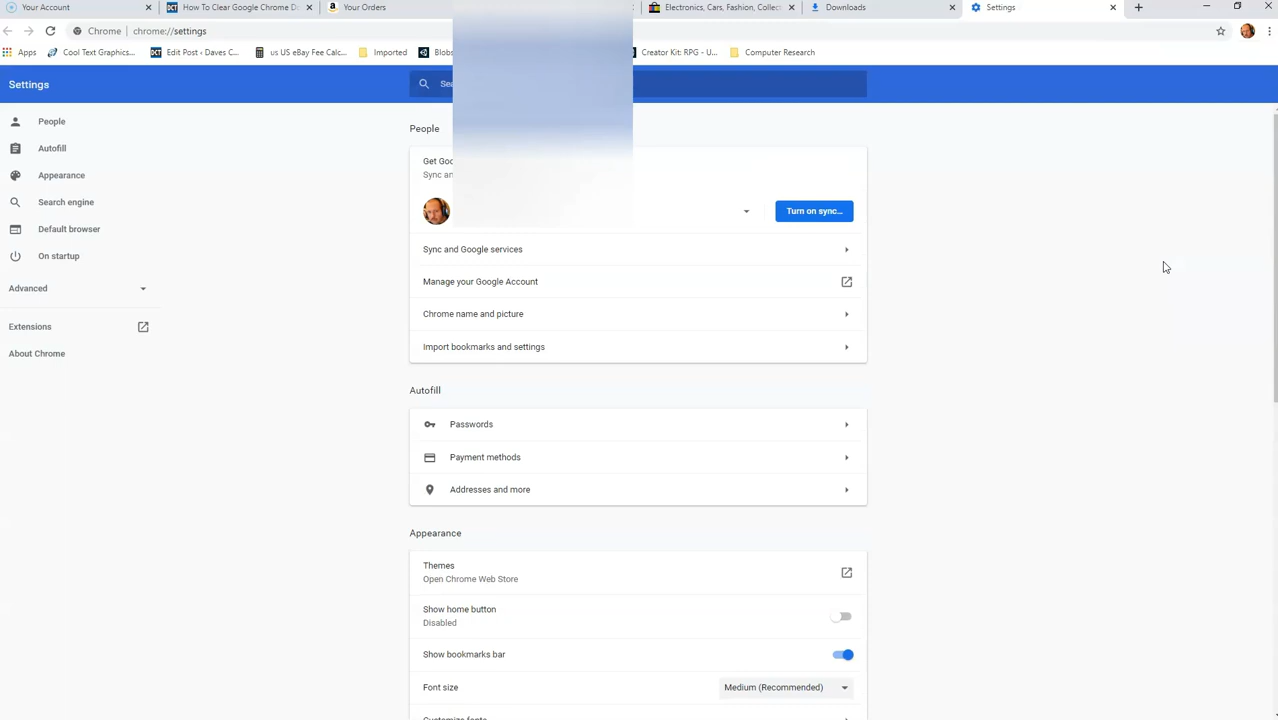 Your Account
How To Clear Google Chrome D
Your Orders
Electronics, Cars, Fashion, Collect
Downloads
Settings
Chrome | chrome://settings
Apps
Cool Text Graphics...
Edit Post ‹ Daves C...
us US eBay Fee Calc...
Imported
Blobs
Creator Kit: RPG - U...
Computer Research
Settings
People
Autofill
Appearance
Search engine
Default browser
On startup
Advanced
Extensions
About Chrome
People
Get Goo
Sync an
Turn on sync...
Sync and Google services
Manage your Google Account
Chrome name and picture
Import bookmarks and settings
Autofill
Passwords
Payment methods
Addresses and more
Appearance
Themes
Open Chrome Web Store
Show home button
Disabled
Show bookmarks bar
Font size
Medium (Recommended)
Customize fonts